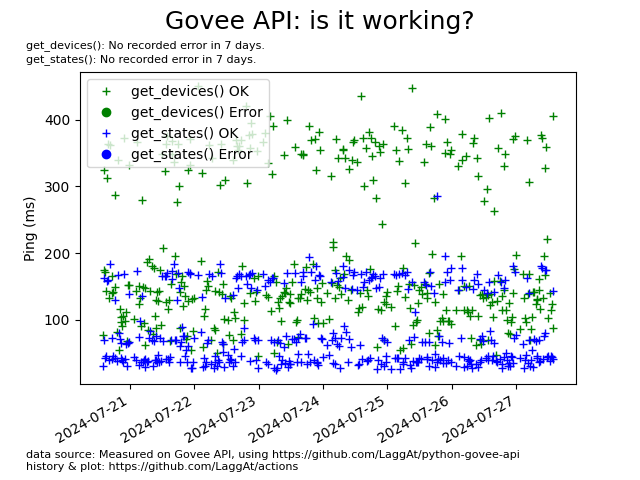 Govee API: is it working?
get_devices(): No recorded error in 7 days.
get_states(): No recorded error in 7 days.
get_devices() OK
get_devices() Error
get_states() OK
get_states() Error
400
300
200
100
Ping (ms)
2024-07-21
2024-07-22
2024-07-23
2024-07-24
2024-07-25
2024-07-26
2024-07-27
data source: Measured on Govee API, using https://github.com/LaggAt/python-govee-api
history & plot: https://github.com/LaggAt/actions